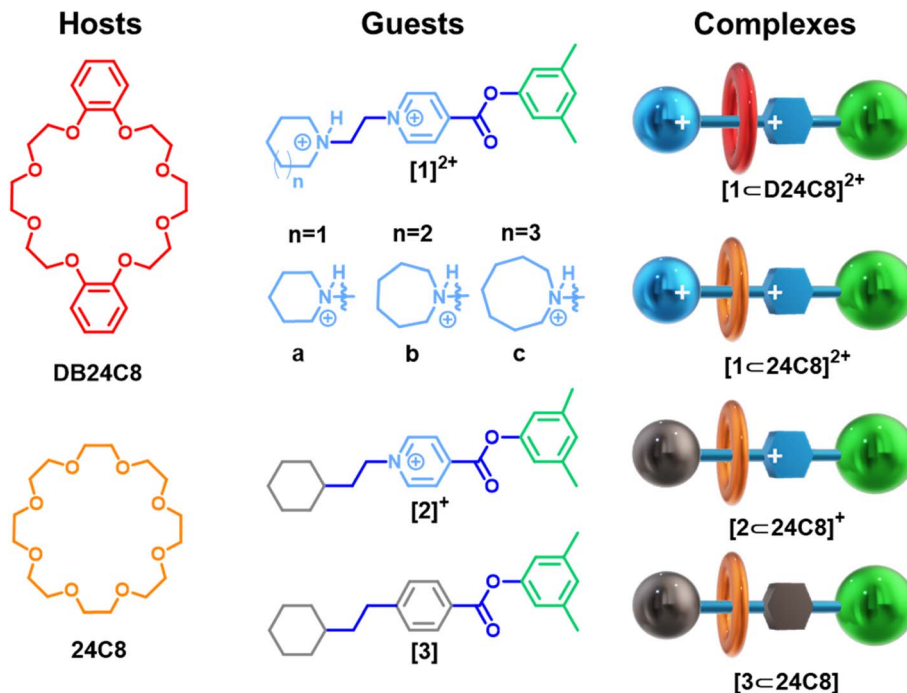 Hosts
Guests
Complexes
O O
O O
O O
O O
DB24C8
O O
O O
O O
O O
24C8
H
N
+
n
N
+
O
O
[1]²⁺
n=1
n=2
n=3
H
N
+
H
N
+
H
N
+
a
b
c
N
+
O
O
[2]⁺
O
O
[3]
+ +
[1⊂D24C8]²⁺
+ +
[1⊂24C8]²⁺
+
[2⊂24C8]⁺
[3⊂24C8]